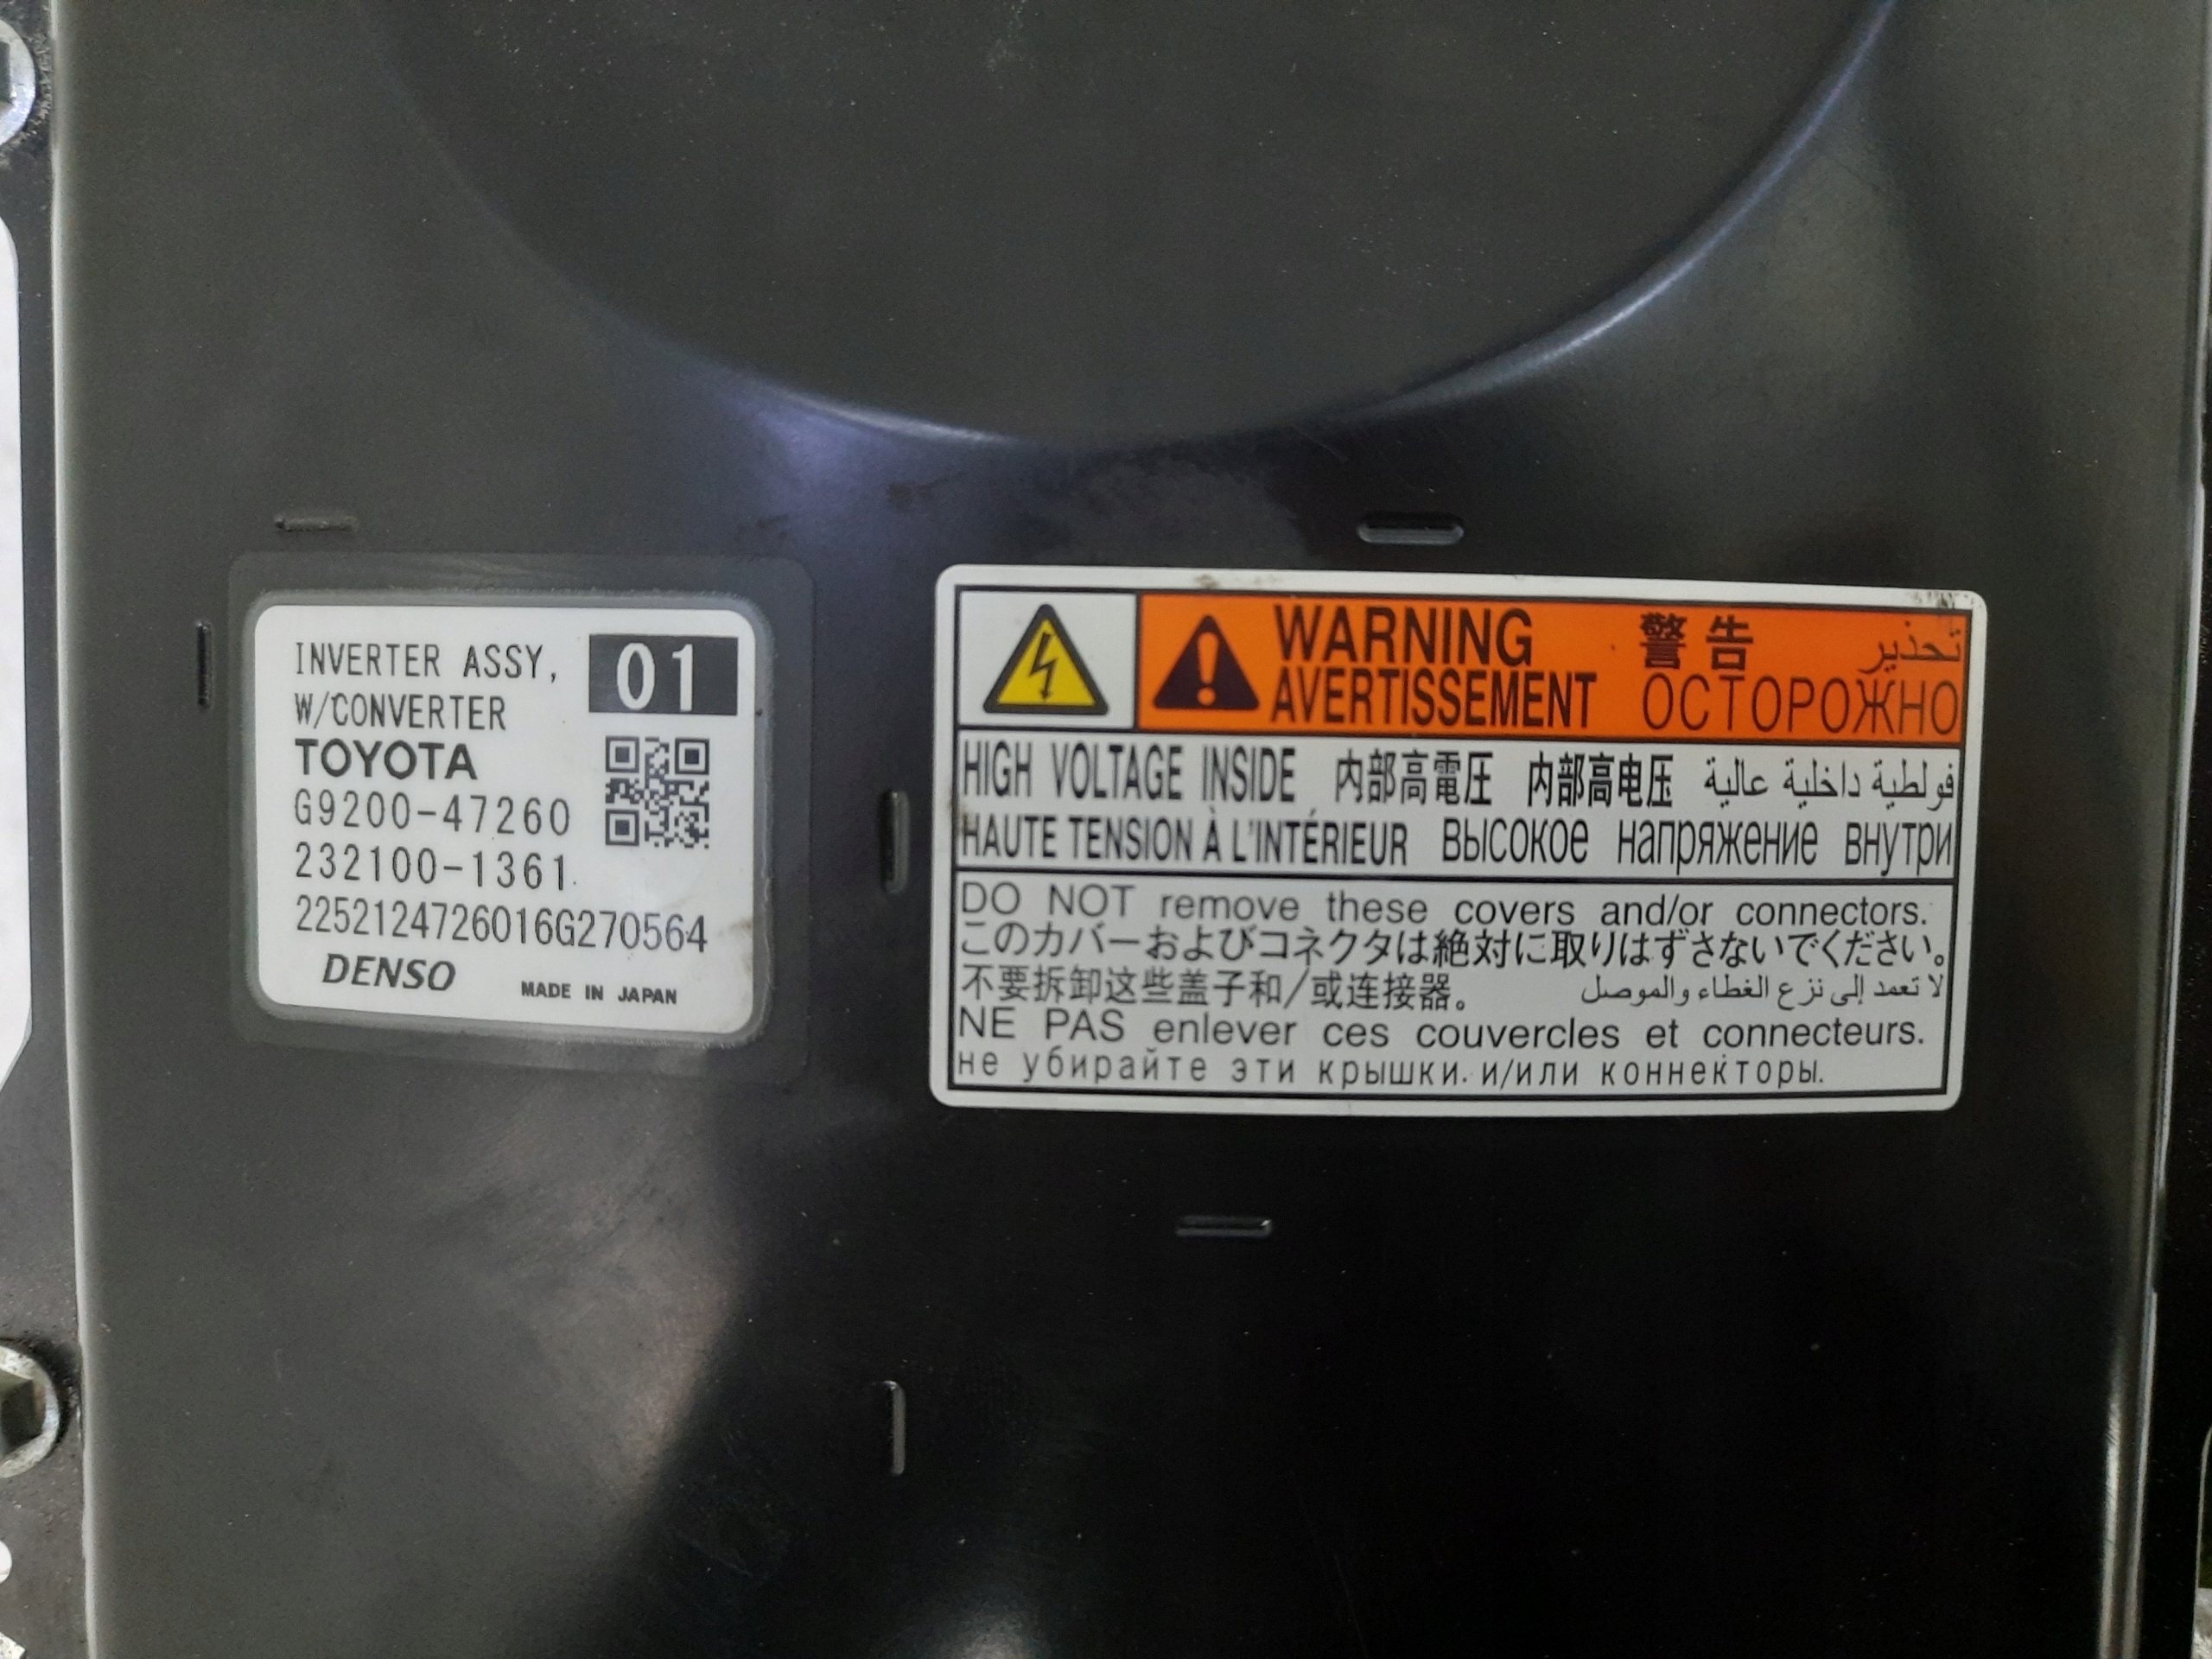 INVERTER ASSY, 01
W/CONVERTER
TOYOTA
G9200-47260
232100-1361
2252124726016G270564
DENSO MADE IN JAPAN
WARNING 警告 تحذير
AVERTISSEMENT ОСТОРОЖНО
HIGH VOLTAGE INSIDE 内部高電圧 内部高电压 فولطية داخلية عالية
HAUTE TENSION À L'INTÉRIEUR высокое напряжение внутри
DO NOT remove these covers and/or connectors.
このカバーおよびコネクタは絶対に取りはずさないでください。
不要拆卸这些盖子和/或连接器。 لا تعمد إلى نزع الغطاء والموصل
NE PAS enlever ces couvercles et connecteurs.
не убирайте эти крышки. и/или коннекторы.